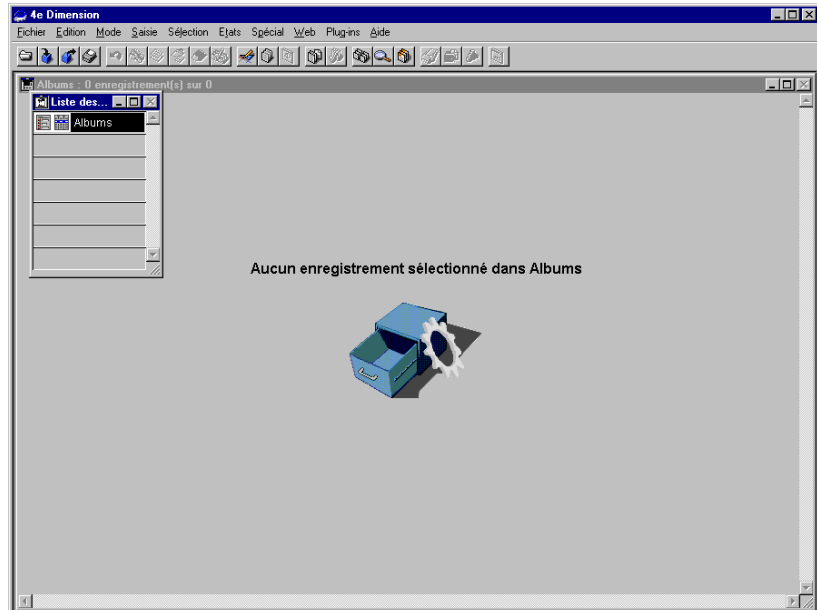 4e Dimension
Fichier Edition Mode Saisie Sélection Etats Spécial Web Plug-ins Aide
Albums : 0 enregistrement(s) sur 0
Liste des...
Albums
Aucun enregistrement sélectionné dans Albums